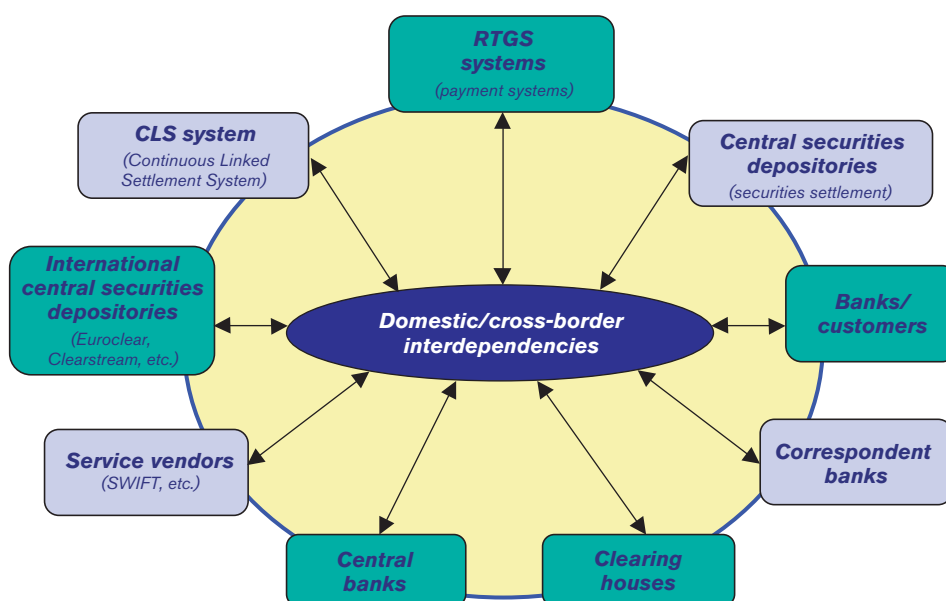 RTGS
systems
(payment systems)
CLS system
(Continuous Linked
Settlement System)
Central securities
depositories
(securities settlement)
International
central securities
depositories
(Euroclear,
Clearstream, etc.)
Domestic/cross-border
interdependencies
Banks/
customers
Service vendors
(SWIFT, etc.)
Correspondent
banks
Central
banks
Clearing
houses